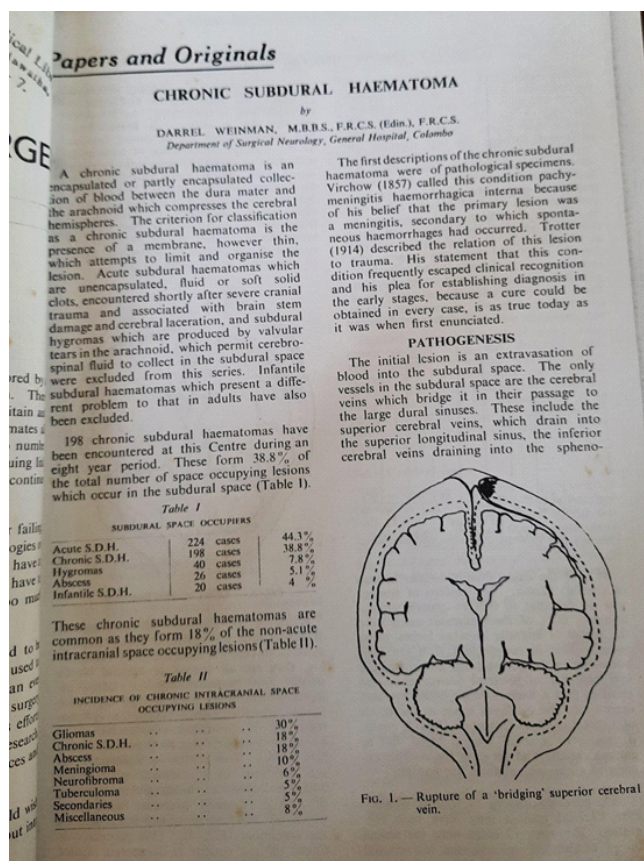 Papers and Originals
CHRONIC SUBDURAL HAEMATOMA
by
DARREL WEINMAN, M.B.B.S., F.R.C.S. (Edin.), F.R.C.S.
Department of Surgical Neurology, General Hospital, Colombo
A chronic subdural haematoma is an
encapsulated or partly encapsulated collec-
tion of blood between the dura mater and
the arachnoid which compresses the cerebral
hemispheres. The criterion for classification
as a chronic subdural haematoma is the
presence of a membrane, however thin,
which attempts to limit and organise the
lesion. Acute subdural haematomas which
are unencapsulated, fluid or soft solid
clots, encountered shortly after severe cranial
trauma and associated with brain stem
damage and cerebral laceration, and subdural
hygromas which are produced by valvular
tears in the arachnoid, which permit cerebro-
spinal fluid to collect in the subdural space
were excluded from this series. Infantile
subdural haematomas which present a diffe-
rent problem to that in adults have also
been excluded.
198 chronic subdural haematomas have
been encountered at this Centre during an
eight year period. These form 38.8% of
the total number of space occupying lesions
which occur in the subdural space (Table I).
Table I
SUBDURAL SPACE OCCUPIERS
Acute S.D.H. 224 cases 44.3%
Chronic S.D.H. 198 cases 38.8%
Hygromas 40 cases 7.8%
Abscess 26 cases 5.1%
Infantile S.D.H. 20 cases 4 %
These chronic subdural haematomas are
common as they form 18% of the non-acute
intracranial space occupying lesions (Table II).
Table II
INCIDENCE OF CHRONIC INTRACRANIAL SPACE
OCCUPYING LESIONS
Gliomas .. .. .. 30%
Chronic S.D.H. .. .. .. 18%
Abscess .. .. .. 18%
Meningioma .. .. .. 10%
Neurofibroma .. .. .. 6%
Tuberculoma .. .. .. 5%
Secondaries .. .. .. 5%
Miscellaneous .. .. .. 8%
The first descriptions of the chronic subdural
haematoma were of pathological specimens.
Virchow (1857) called this condition pachy-
meningitis haemorrhagica interna because
of his belief that the primary lesion was
a meningitis, secondary to which sponta-
neous haemorrhages had occurred. Trotter
(1914) described the relation of this lesion
to trauma. His statement that this con-
dition frequently escaped clinical recognition
and his plea for establishing diagnosis in
the early stages, because a cure could be
obtained in every case, is as true today as
it was when first enunciated.
PATHOGENESIS
The initial lesion is an extravasation of
blood into the subdural space. The only
vessels in the subdural space are the cerebral
veins which bridge it in their passage to
the large dural sinuses. These include the
superior cerebral veins, which drain into
the superior longitudinal sinus, the inferior
cerebral veins draining into the spheno-
FIG. 1. — Rupture of a 'bridging' superior cerebral
vein.